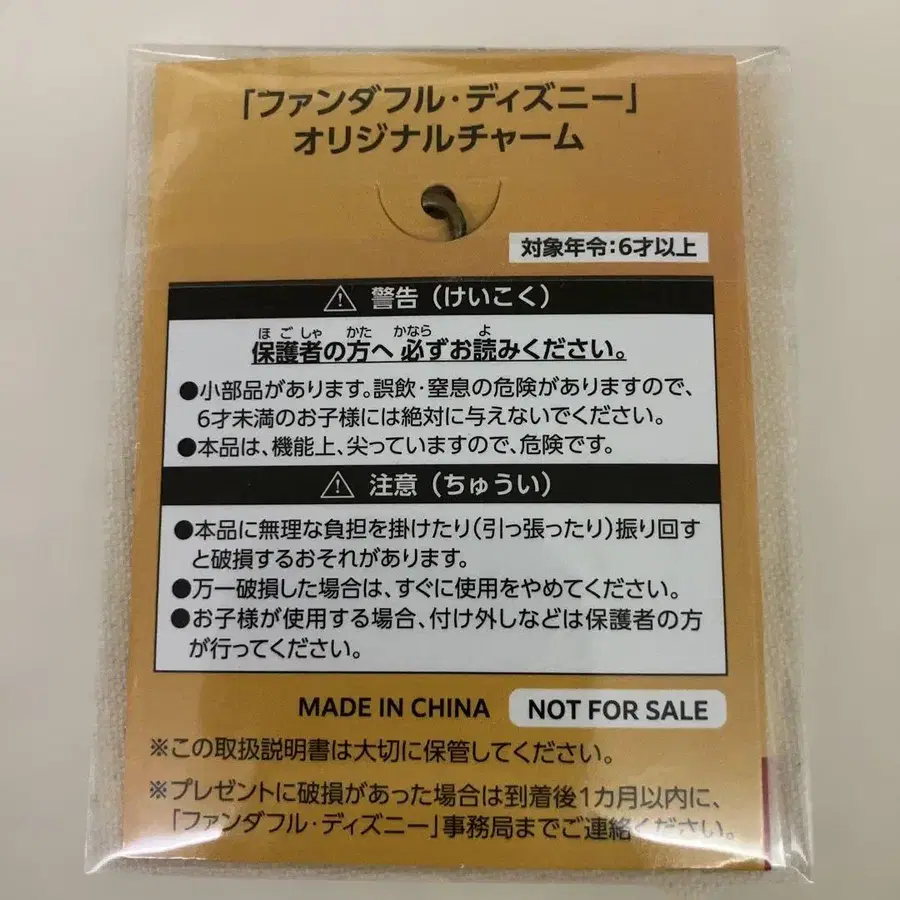 「ファンダフル・ディズニー」
オリジナルチャーム
対象年令:6才以上
警告（けいこく）
ほごしゃ かた かなら よ
保護者の方へ 必ずお読みください。
●小部品があります。誤飲・窒息の危険がありますので、
6才未満のお子様には絶対に与えないでください。
●本品は、機能上、尖っていますので、危険です。
注意（ちゅうい）
●本品に無理な負担を掛けたり(引っ張ったり)振り回す
と破損するおそれがあります。
●万一破損した場合は、すぐに使用をやめてください。
●お子様が使用する場合、付け外しなどは保護者の方
が行ってください。
MADE IN CHINA NOT FOR SALE
※この取扱説明書は大切に保管してください。
※プレゼントに破損があった場合は到着後1カ月以内に、
「ファンダフル・ディズニー」事務局までご連絡ください。